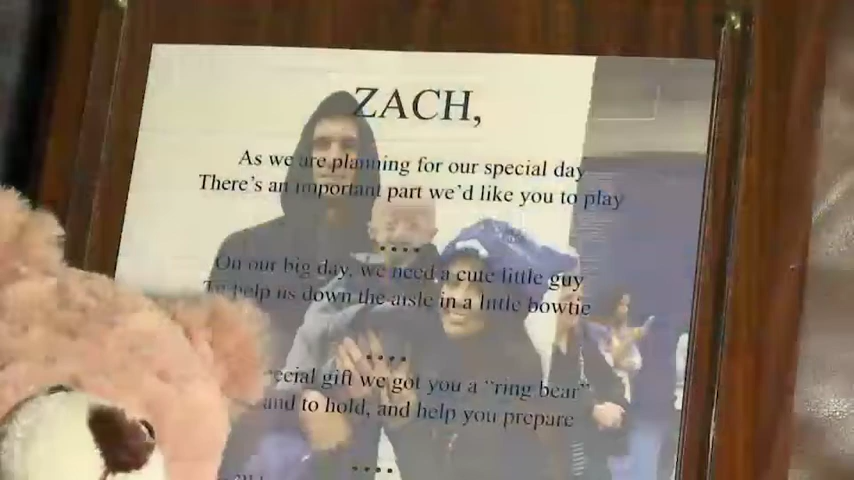 ZACH,
As we are planning for our special day
There's an important part we'd like you to play
••••
On our big day, we need a cute little guy
To help us down the aisle in a little bowtie
••••
special gift we got you a "ring bear"
and to hold, and help you prepare
••••